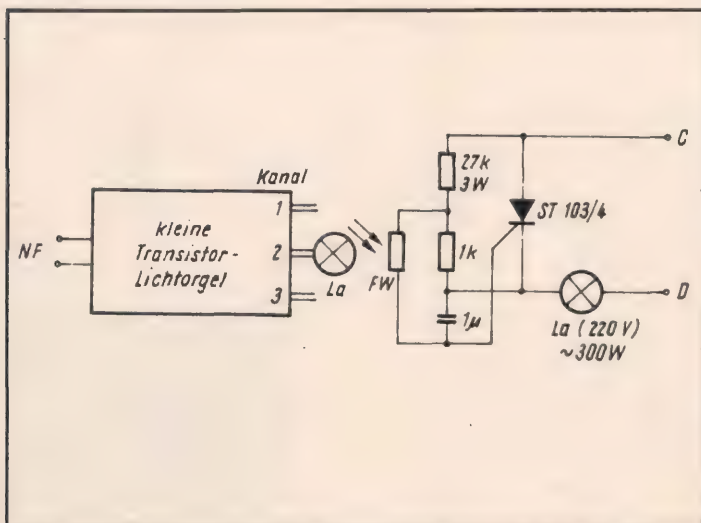 Kanal
NF
kleine
Transistor-
Lichtorgel
1
2
3
La
FW
27k
3W
1k
1µ
ST 103/4
C
D
La (220 V)
~300W